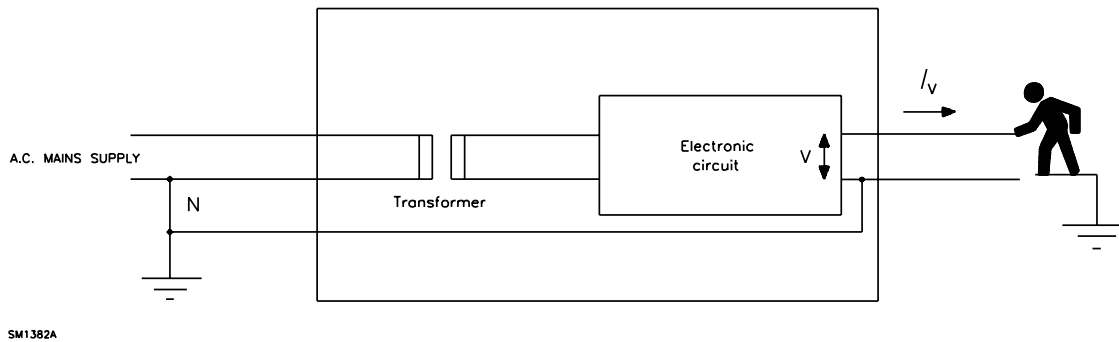 I_V
Electronic
circuit
V
A.C. MAINS SUPPLY
N
Transformer
SM1382A